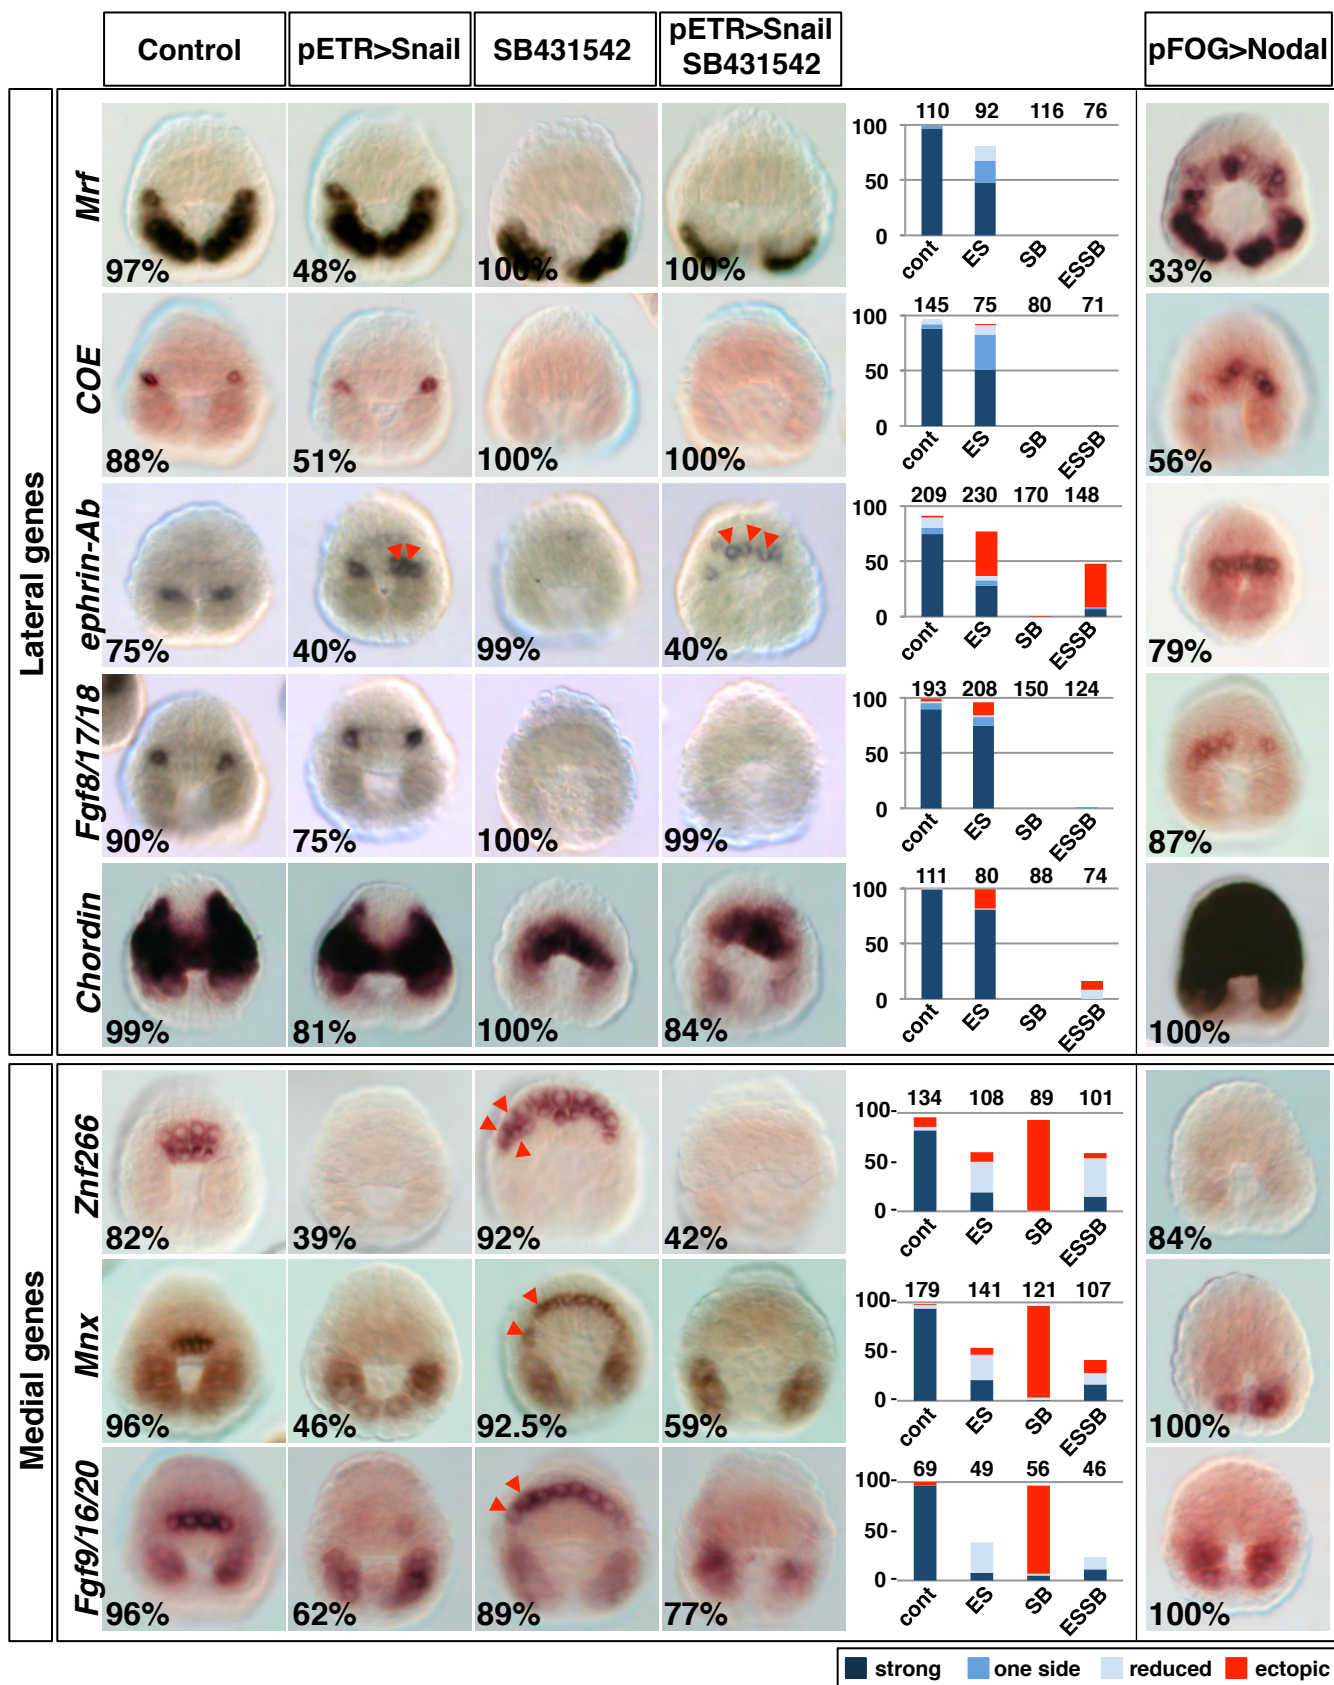 Control
pETR>Snail
SB431542
pETR>Snail
SB431542
pFOG>Nodal
Lateral genes
Mrf
97%
48%
100%
100%
110 92 116 76
100
50
0
cont ES SB ESSB
33%
COE
88%
51%
100%
100%
145 75 80 71
100
50
0
cont ES SB ESSB
56%
ephrin-Ab
75%
40%
99%
40%
209 230 170 148
100
50
0
cont ES SB ESSB
79%
Fgf8/17/18
90%
75%
100%
99%
193 208 150 124
100
50
0
cont ES SB ESSB
87%
Chordin
99%
81%
100%
84%
111 80 88 74
100
50
0
cont ES SB ESSB
100%
Medial genes
Znf266
82%
39%
92%
42%
134 108 89 101
100-
50-
0-
cont ES SB ESSB
84%
Mnx
96%
46%
92.5%
59%
179 141 121 107
100-
50-
0-
cont ES SB ESSB
100%
Fgf9/16/20
96%
62%
89%
77%
69 49 56 46
100-
50-
0-
cont ES SB ESSB
100%
strong one side reduced ectopic